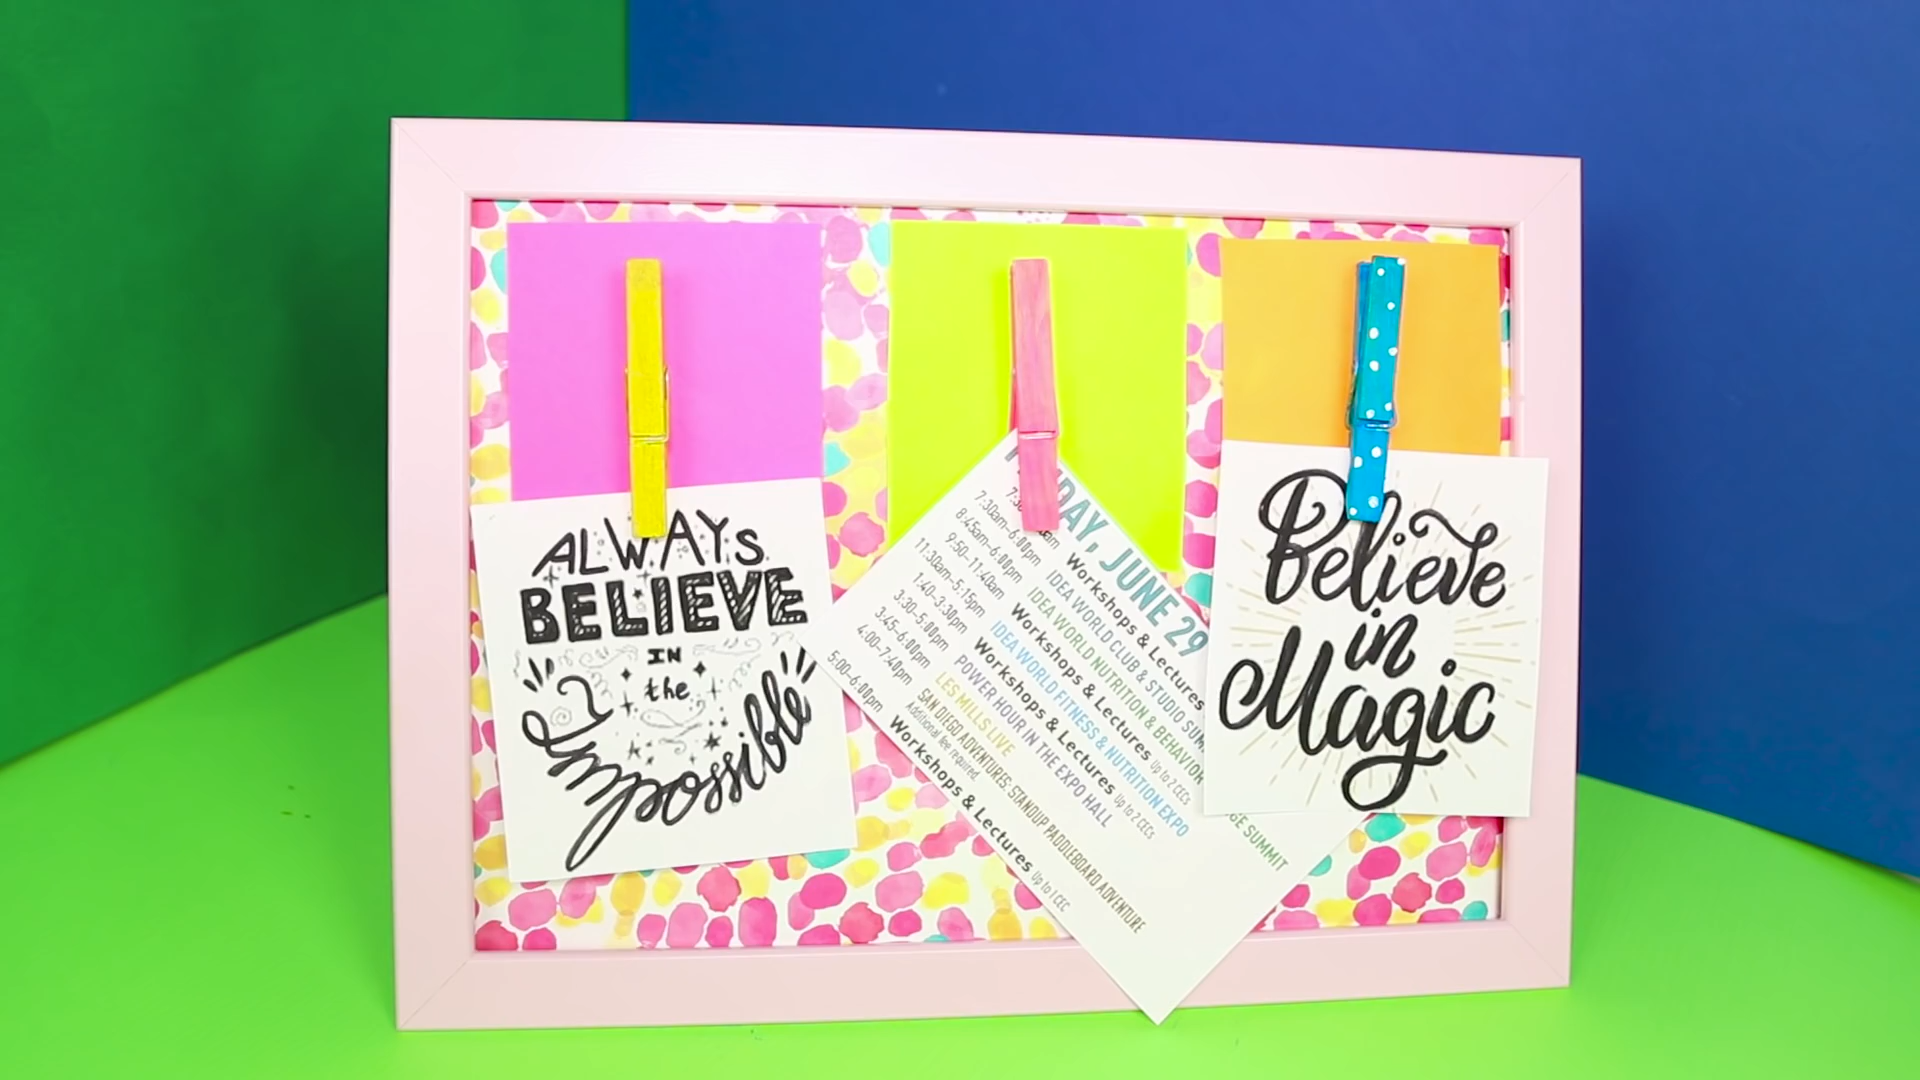 ALWAYS
BELIEVE
IN
the
Impossible
DAY, JUNE 29
7:30am–6:00pm
8:45am–6:00pm
9:50–11:40am
11:30am–5:15pm
1:40–3:30pm
3:30–5:00pm
3:45–6:00pm
4:00–7:40pm
5:00–6:00pm
Workshops & Lectures
IDEA WORLD CLUB & STUDIO SUM
IDEA WORLD NUTRITION & BEHAVIOR GE SUMMIT
Workshops & Lectures Up to 2 CECs
IDEA WORLD FITNESS & NUTRITION EXPO
Workshops & Lectures Up to 2 CECs
POWER HOUR IN THE EXPO HALL
LES MILLS LIVE
SAN DIEGO ADVENTURES: STANDUP PADDLEBOARD ADVENTURE
Additional fee required.
Workshops & Lectures Up to 1 CEC
Believe
in
Magic